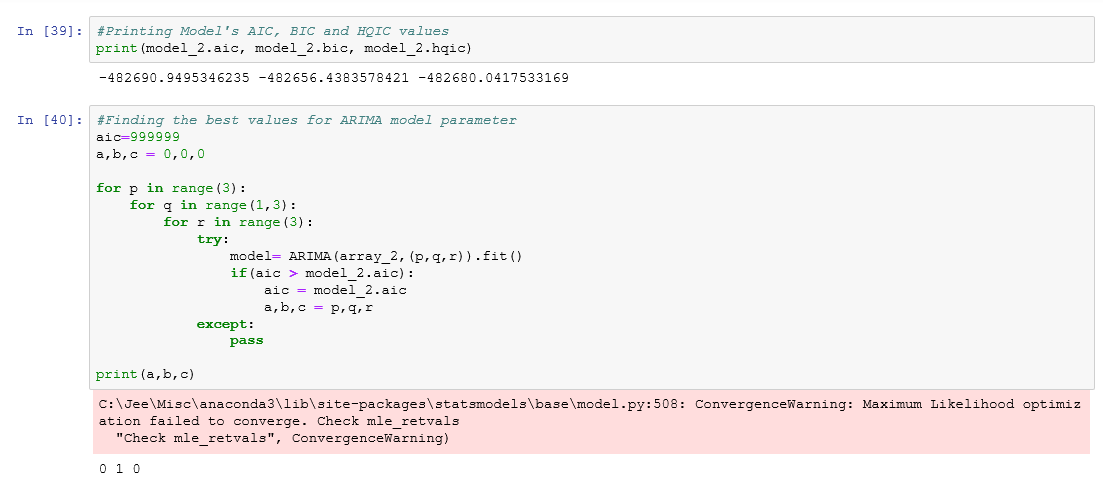 In [39]: #Printing Model's AIC, BIC and HQIC values
print(model_2.aic, model_2.bic, model_2.hqic)
-482690.9495346235 -482656.4383578421 -482680.0417533169
In [40]: #Finding the best values for ARIMA model parameter
aic=999999
a,b,c = 0,0,0
for p in range(3):
for q in range(1,3):
for r in range(3):
try:
model= ARIMA(array_2,(p,q,r)).fit()
if(aic > model_2.aic):
aic = model_2.aic
a,b,c = p,q,r
except:
pass
print(a,b,c)
C:\Jee\Misc\anaconda3\lib\site-packages\statsmodels\base\model.py:508: ConvergenceWarning: Maximum Likelihood optimiz
ation failed to converge. Check mle_retvals
"Check mle_retvals", ConvergenceWarning)
0 1 0